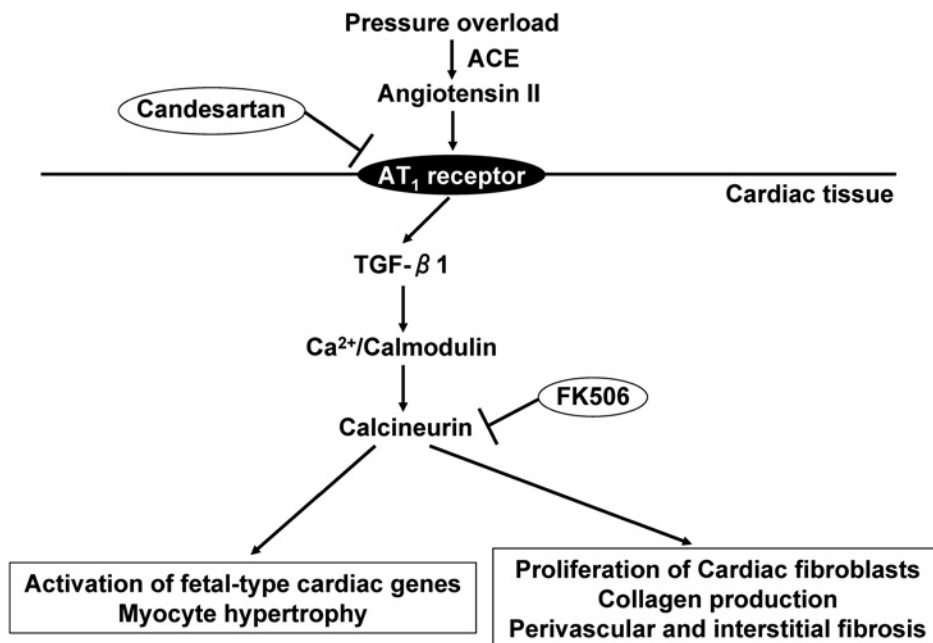 Pressure overload
ACE
Angiotensin II
Candesartan
AT₁ receptor
Cardiac tissue
TGF-β1
Ca²⁺/Calmodulin
FK506
Calcineurin
Activation of fetal-type cardiac genes
Myocyte hypertrophy
Proliferation of Cardiac fibroblasts
Collagen production
Perivascular and interstitial fibrosis